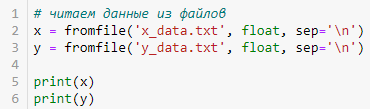 1 # читаем данные из файлов
2 x = fromfile('x_data.txt', float, sep='\n')
3 y = fromfile('y_data.txt', float, sep='\n')
4
5 print(x)
6 print(y)